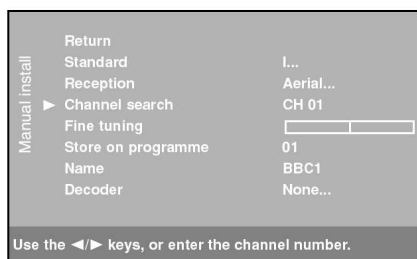 Manual install
Return
Standard I...
Reception Aerial...
▶ Channel search CH 01
Fine tuning
Store on programme 01
Name BBC1
Decoder None...
Use the ◀/▶ keys, or enter the channel number.